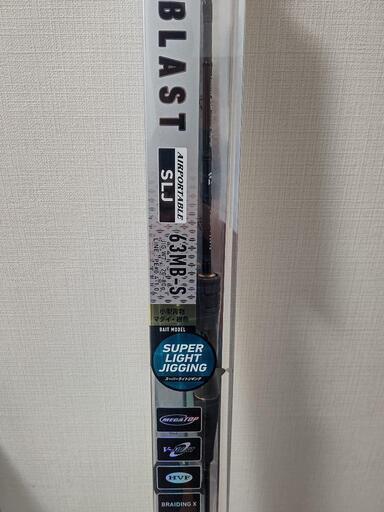 BLAST
AIRPORTABLE
SLJ
63MB-S
小型青物
マダイ・根魚
BAIT MODEL
SUPER
LIGHT
JIGGING
スーパーライトジギング
MEGATOP
HVF
BRAIDING X